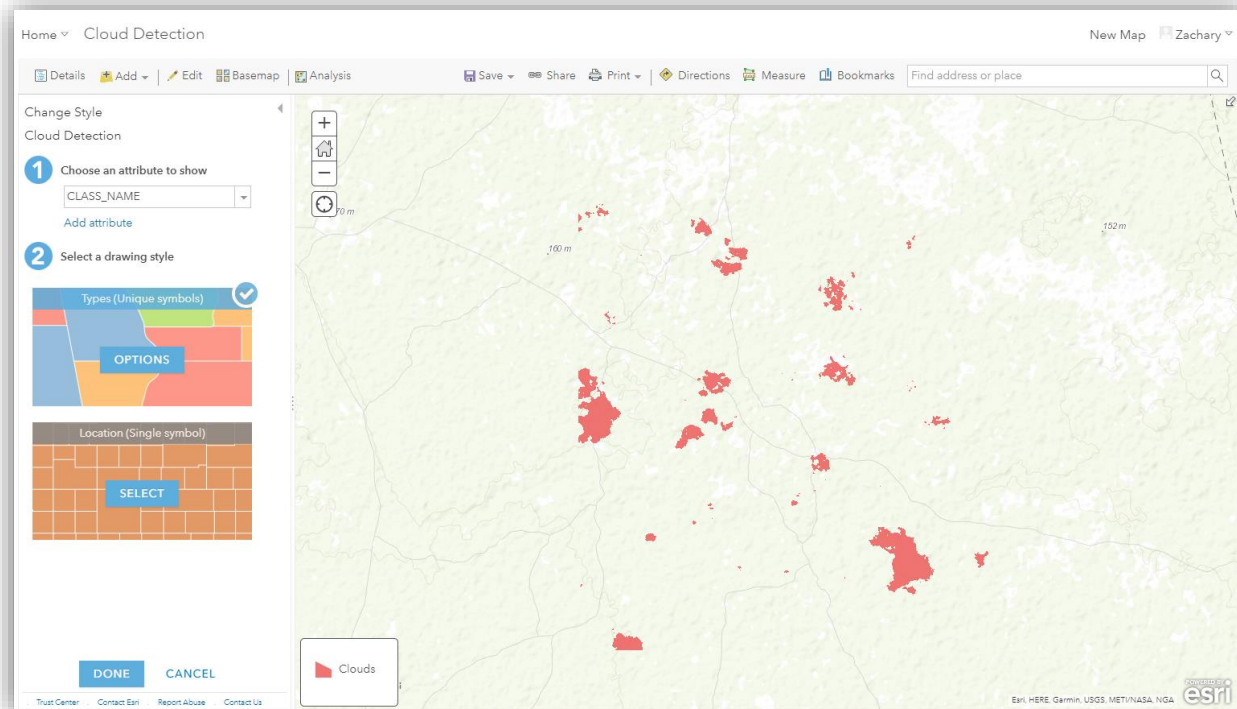 Home Cloud Detection New Map Zachary
Details Add Edit Basemap Analysis Save Share Print Directions Measure Bookmarks Find address or place
Change Style
Cloud Detection
1 Choose an attribute to show
CLASS_NAME
Add attribute
2 Select a drawing style
Types (Unique symbols)
OPTIONS
Location (Single symbol)
SELECT
DONE CANCEL
Trust Center Contact Esri Report Abuse Contact Us
160 m
152 m
Clouds
Esri, HERE, Garmin, USGS, METI/NASA, NGA
POWERED BY
esri